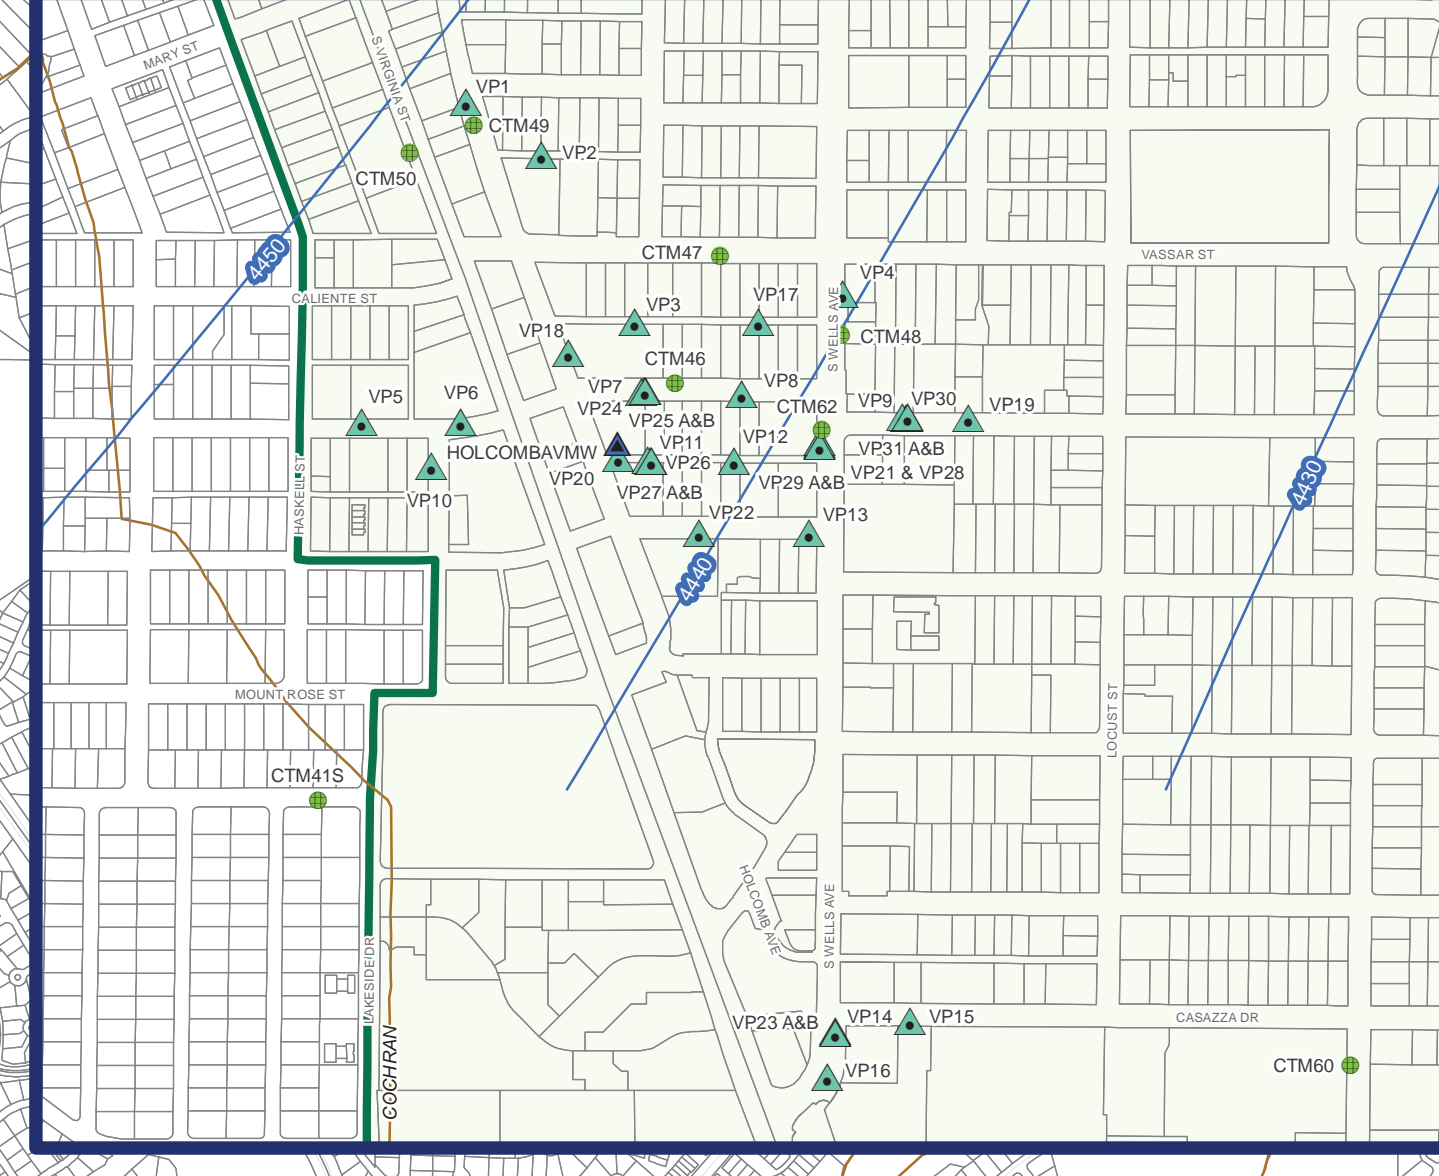 MARY ST
S VIRGINIA ST
VP1
CTM49
VP2
CTM50
4450
CTM47
VASSAR ST
VP4
CALIENTE ST
VP3
VP17
S WELLS AVE
VP18
CTM48
CTM46
VP7
VP8
VP5
VP6
VP24
CTM62
VP9
VP30
VP19
VP25 A&B
VP11
VP12
HOLCOMBAVMW
VP31 A&B
VP26
VP20
VP21 & VP28
VP29 A&B
4430
VP10
VP27 A&B
HASKELL ST
VP22
VP13
4440
MOUNT ROSE ST
LOCUST ST
CTM41S
HOLCOMB AVE
S WELLS AVE
LAKESIDE DR
VP23 A&B
VP14
VP15
CASAZZA DR
COCHRAN
VP16
CTM60